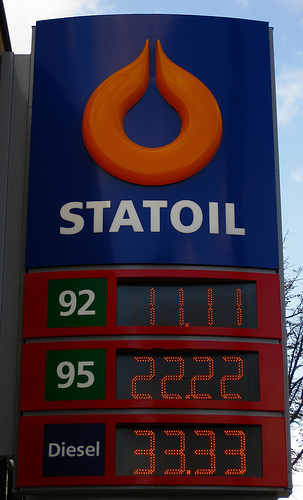 STATOIL
92 11.11
95 22.22
Diesel 33.33